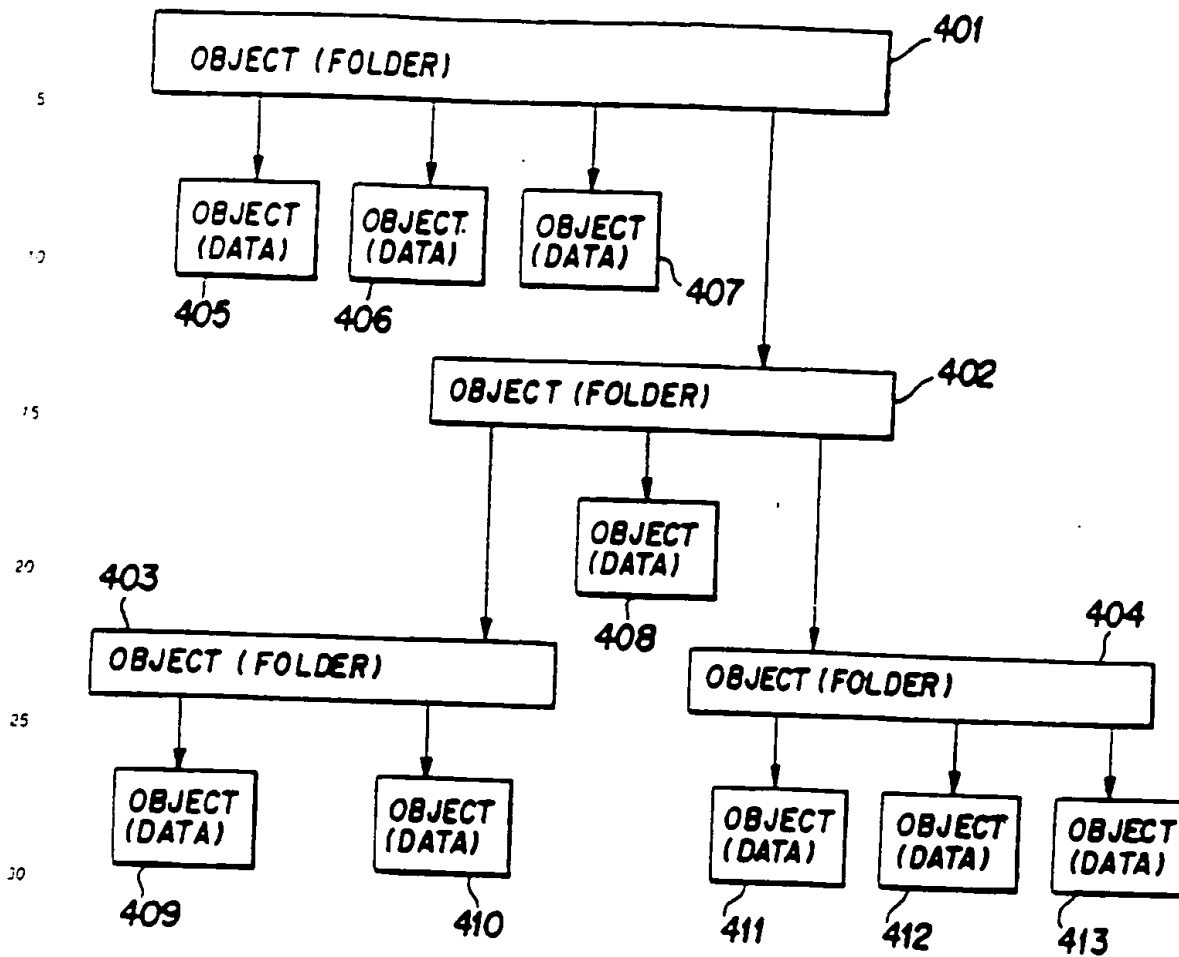 401
OBJECT (FOLDER)
5
OBJECT
(DATA)
OBJECT
(DATA)
OBJECT
(DATA)
10
405
406
407
OBJECT (FOLDER)
402
15
OBJECT
(DATA)
20
403
408
404
OBJECT (FOLDER)
OBJECT (FOLDER)
25
OBJECT
(DATA)
OBJECT
(DATA)
OBJECT
(DATA)
OBJECT
(DATA)
OBJECT
(DATA)
30
409
410
411
412
413